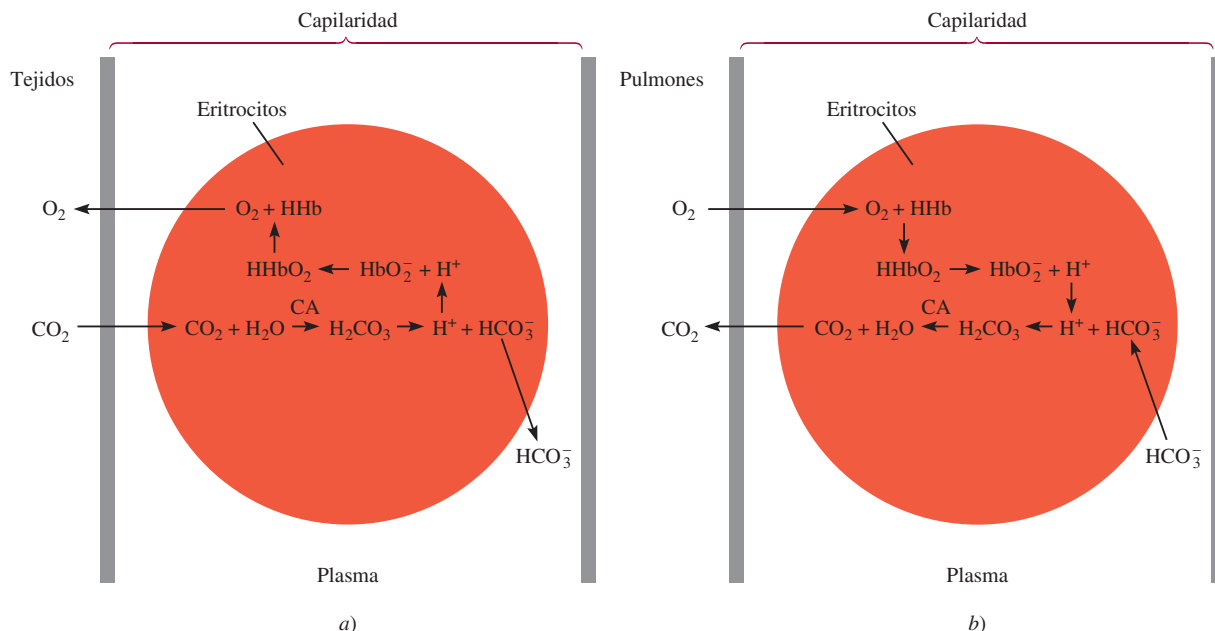 Capilaridad
Tejidos
Eritrocitos
O₂
O₂ + HHb
HHbO₂
HbO₂⁻ + H⁺
CA
CO₂
CO₂ + H₂O
H₂CO₃
H⁺ + HCO₃⁻
HCO₃⁻
Plasma
a)
Capilaridad
Pulmones
Eritrocitos
O₂
O₂ + HHb
HHbO₂
HbO₂⁻ + H⁺
CA
CO₂
CO₂ + H₂O
H₂CO₃
H⁺ + HCO₃⁻
HCO₃⁻
Plasma
b)